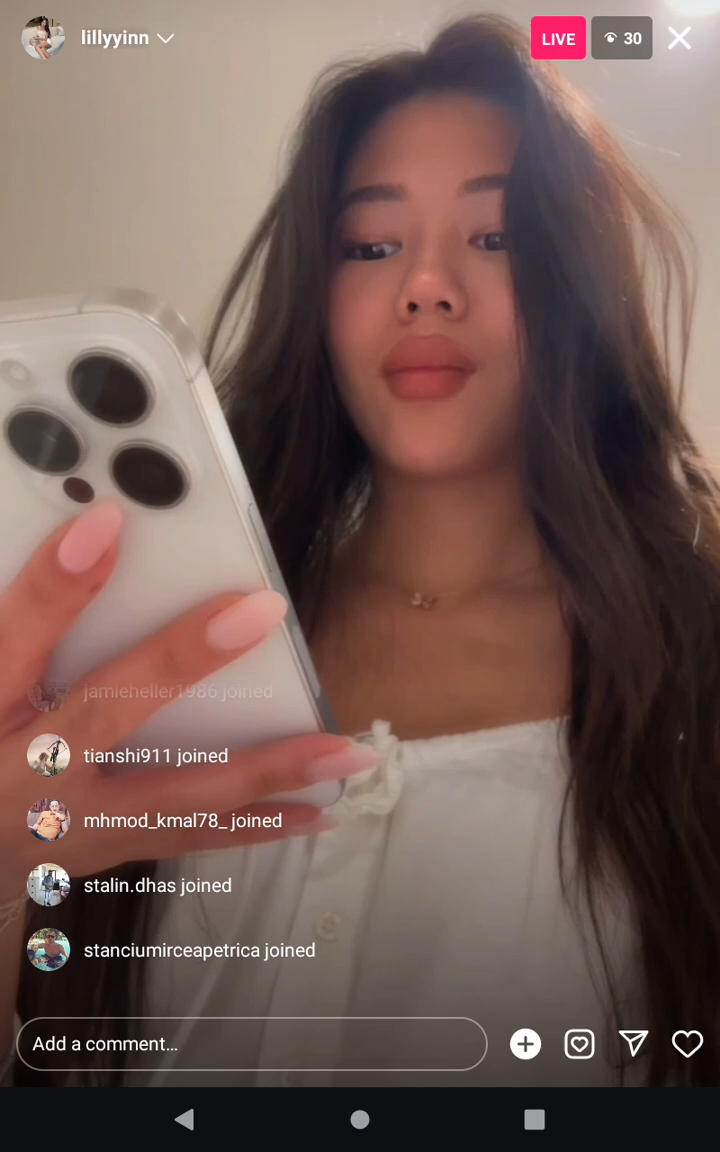 lillyyinn
LIVE
30
jamieheller1986 joined
tianshi911 joined
mhmod_kmal78_ joined
stalin.dhas joined
stanciumirceapetrica joined
Add a comment...